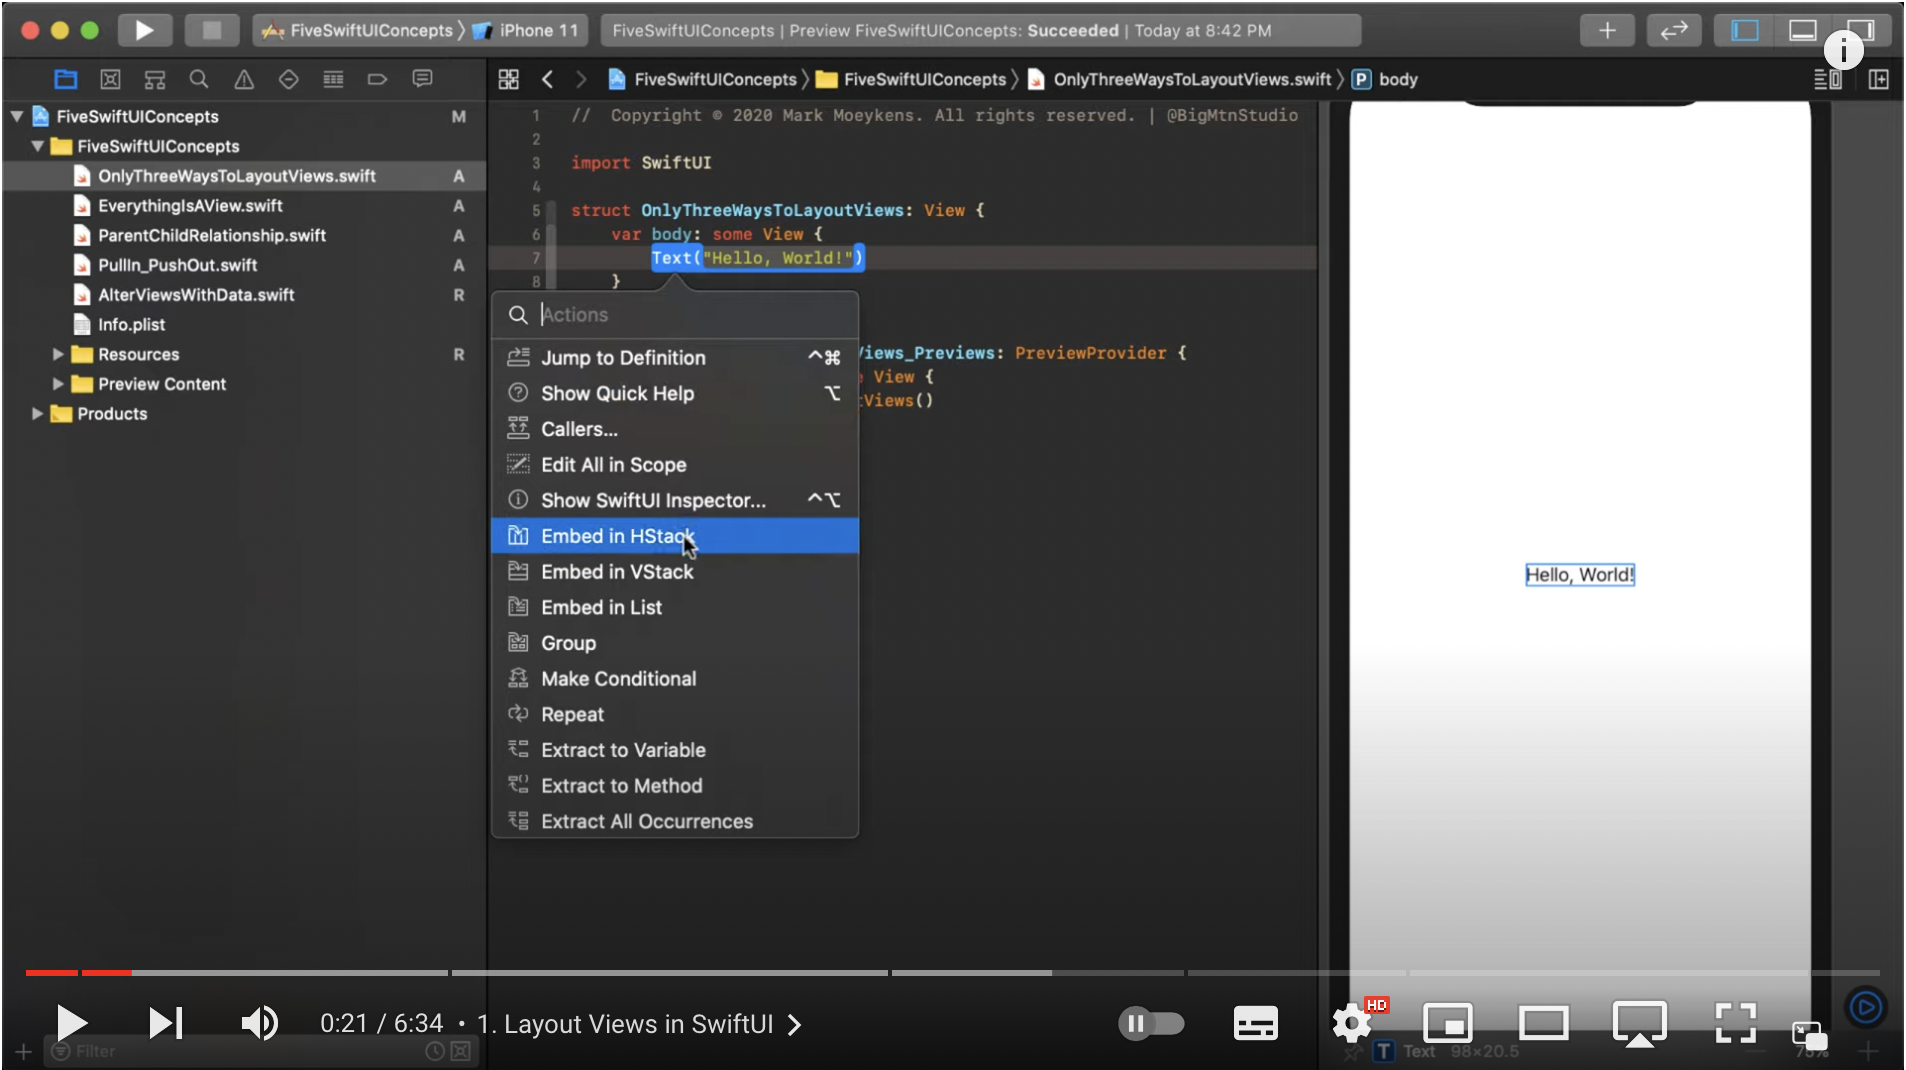 FiveSwiftUIConcepts iPhone 11
FiveSwiftUIConcepts | Preview FiveSwiftUIConcepts: Succeeded | Today at 8:42 PM
FiveSwiftUIConcepts FiveSwiftUIConcepts OnlyThreeWaysToLayoutViews.swift P body
FiveSwiftUIConcepts M
FiveSwiftUIConcepts
OnlyThreeWaysToLayoutViews.swift A
EverythingIsAView.swift A
ParentChildRelationship.swift A
PullIn_PushOut.swift A
AlterViewsWithData.swift R
Info.plist
Resources R
Preview Content
Products
1 // Copyright © 2020 Mark Moeykens. All rights reserved. | @BigMtnStudio
2
3 import SwiftUI
4
5 struct OnlyThreeWaysToLayoutViews: View {
6 var body: some View {
7 Text("Hello, World!")
8 }
Views_Previews: PreviewProvider {
View {
Views()
Actions
Jump to Definition ^⌘
Show Quick Help ⌥
Callers...
Edit All in Scope
Show SwiftUI Inspector... ^⌥
Embed in HStack
Embed in VStack
Embed in List
Group
Make Conditional
Repeat
Extract to Variable
Extract to Method
Extract All Occurrences
Hello, World!
0:21 / 6:34 • 1. Layout Views in SwiftUI
HD
Filter
T Text 98×20.5